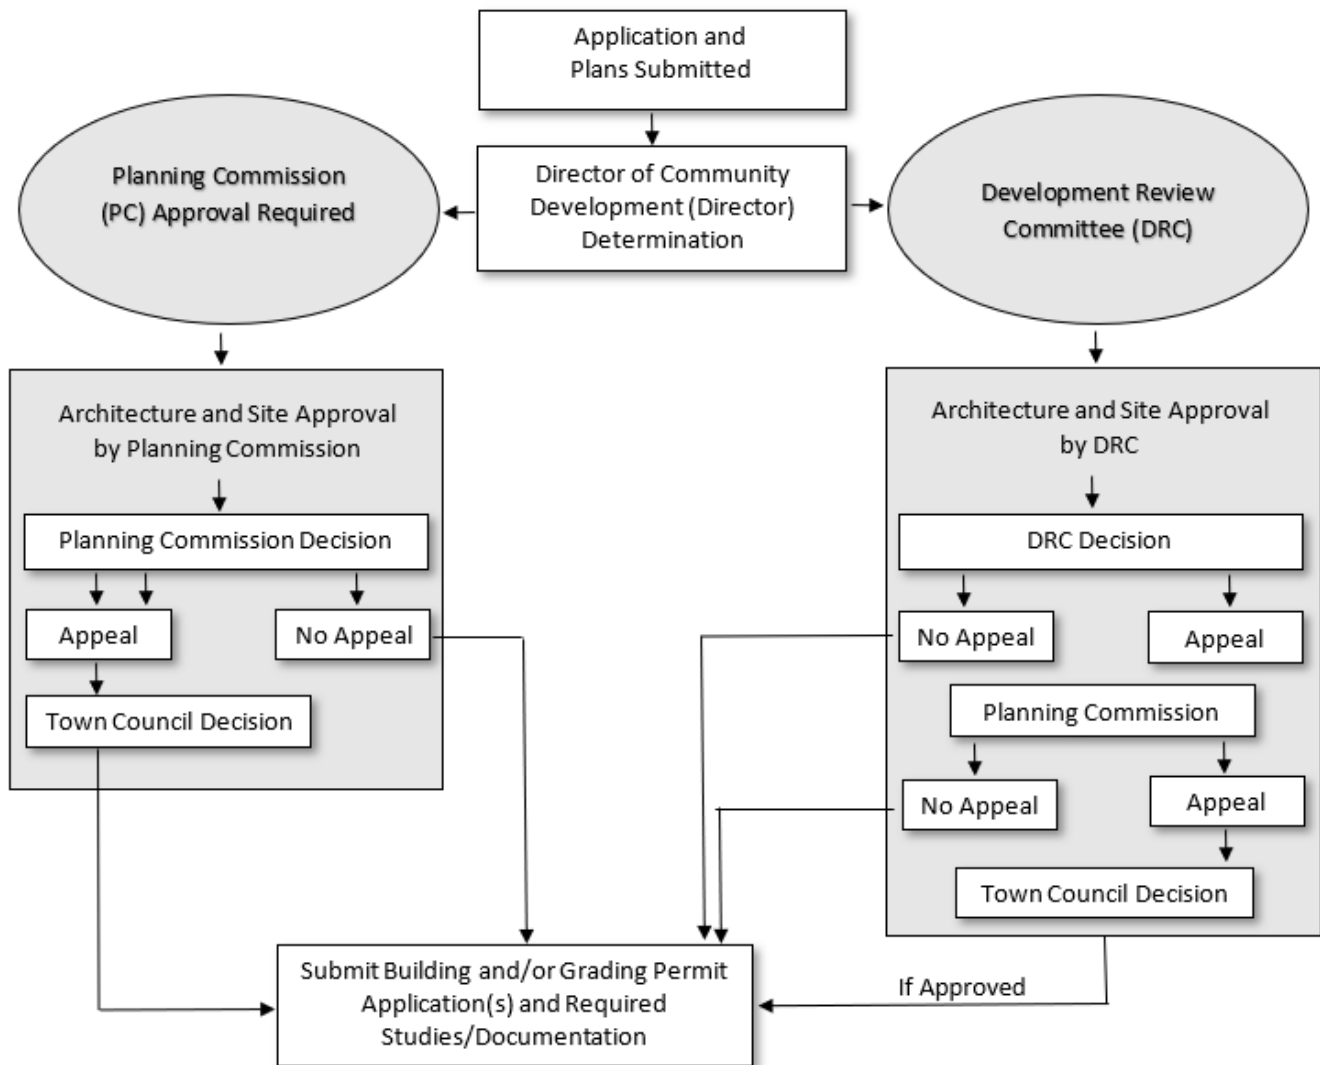 Application and
Plans Submitted
Planning Commission
(PC) Approval Required
Director of Community
Development (Director)
Determination
Development Review
Committee (DRC)
Architecture and Site Approval
by Planning Commission
Planning Commission Decision
Appeal
No Appeal
Town Council Decision
Architecture and Site Approval
by DRC
DRC Decision
No Appeal
Appeal
Planning Commission
No Appeal
Appeal
Town Council Decision
If Approved
Submit Building and/or Grading Permit
Application(s) and Required
Studies/Documentation